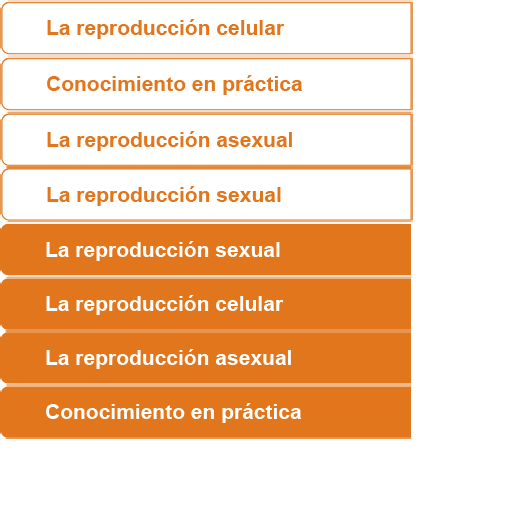 La reproducción celular
Conocimiento en práctica
La reproducción asexual
La reproducción sexual
La reproducción sexual
La reproducción celular
La reproducción asexual
Conocimiento en práctica